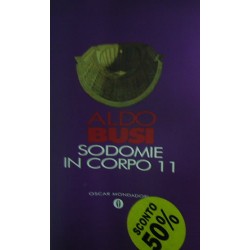 ALDO
BUSI
SODOMIE
IN CORPO 11
OSCAR MONDADORI
SCONTO
50%